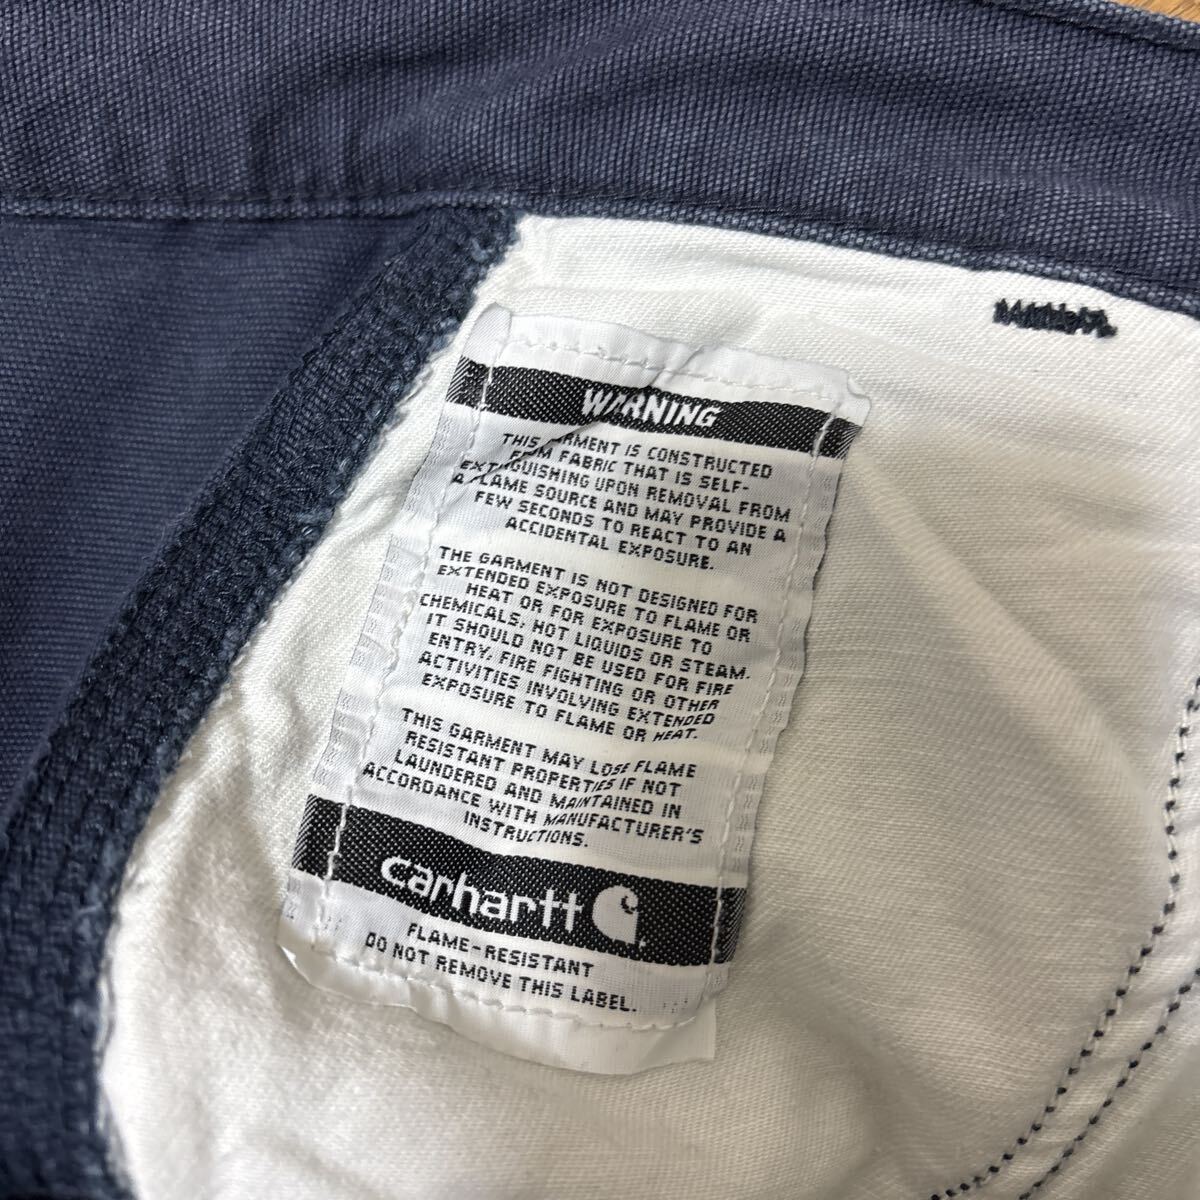 WARNING
THIS GARMENT IS CONSTRUCTED
FROM FABRIC THAT IS SELF-
EXTINGUISHING UPON REMOVAL FROM
A FLAME SOURCE AND MAY PROVIDE A
FEW SECONDS TO REACT TO AN
ACCIDENTAL EXPOSURE.
THE GARMENT IS NOT DESIGNED FOR
EXTENDED EXPOSURE TO FLAME OR
HEAT OR FOR EXPOSURE TO
CHEMICALS, HOT LIQUIDS OR STEAM.
IT SHOULD NOT BE USED FOR FIRE
ENTRY, FIRE FIGHTING OR OTHER
ACTIVITIES INVOLVING EXTENDED
EXPOSURE TO FLAME OR HEAT.
THIS GARMENT MAY LOSE FLAME
RESISTANT PROPERTIES IF NOT
LAUNDERED AND MAINTAINED IN
ACCORDANCE WITH MANUFACTURER'S
INSTRUCTIONS.
carhartt
FLAME-RESISTANT
DO NOT REMOVE THIS LABEL.